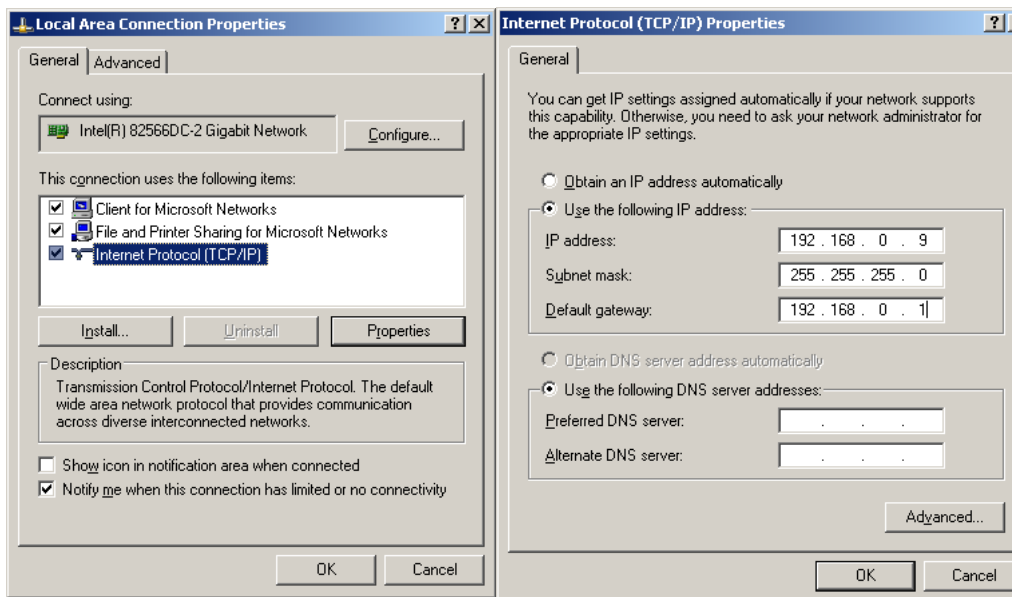 Local Area Connection Properties
General
Advanced
Connect using:
Intel(R) 82566DC-2 Gigabit Network
Configure...
This connection uses the following items:
Client for Microsoft Networks
File and Printer Sharing for Microsoft Networks
Internet Protocol (TCP/IP)
Install...
Uninstall
Properties
Description
Transmission Control Protocol/Internet Protocol. The default
wide area network protocol that provides communication
across diverse interconnected networks.
Show icon in notification area when connected
Notify me when this connection has limited or no connectivity
OK
Cancel
Internet Protocol (TCP/IP) Properties
General
You can get IP settings assigned automatically if your network supports
this capability. Otherwise, you need to ask your network administrator for
the appropriate IP settings.
Obtain an IP address automatically
Use the following IP address:
IP address: 192 . 168 . 0 . 9
Subnet mask: 255 . 255 . 255 . 0
Default gateway: 192 . 168 . 0 . 1
Obtain DNS server address automatically
Use the following DNS server addresses:
Preferred DNS server: . . .
Alternate DNS server: . . .
Advanced...
OK
Cancel